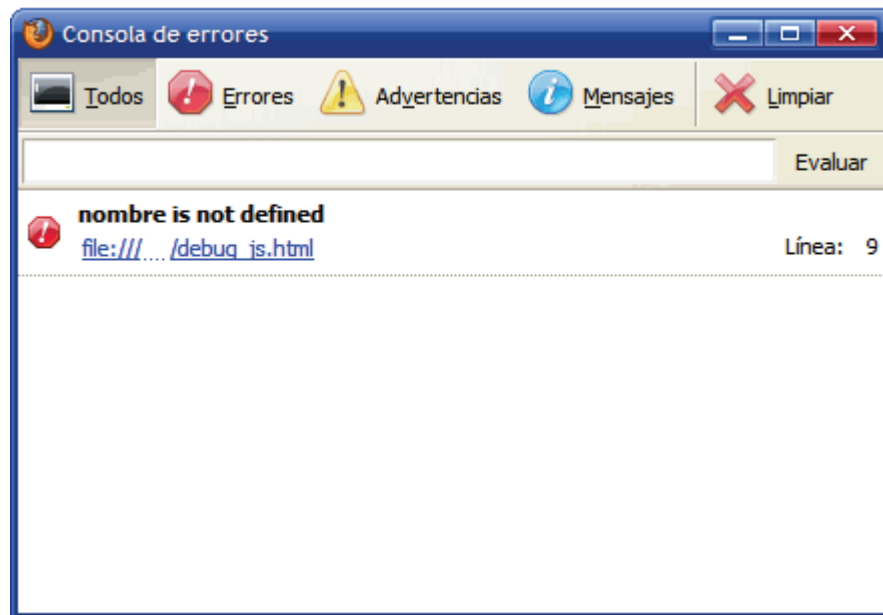 Consola de errores
Todos Errores Advertencias Mensajes Limpiar
Evaluar
nombre is not defined
file:///.... /debug_js.html Línea: 9